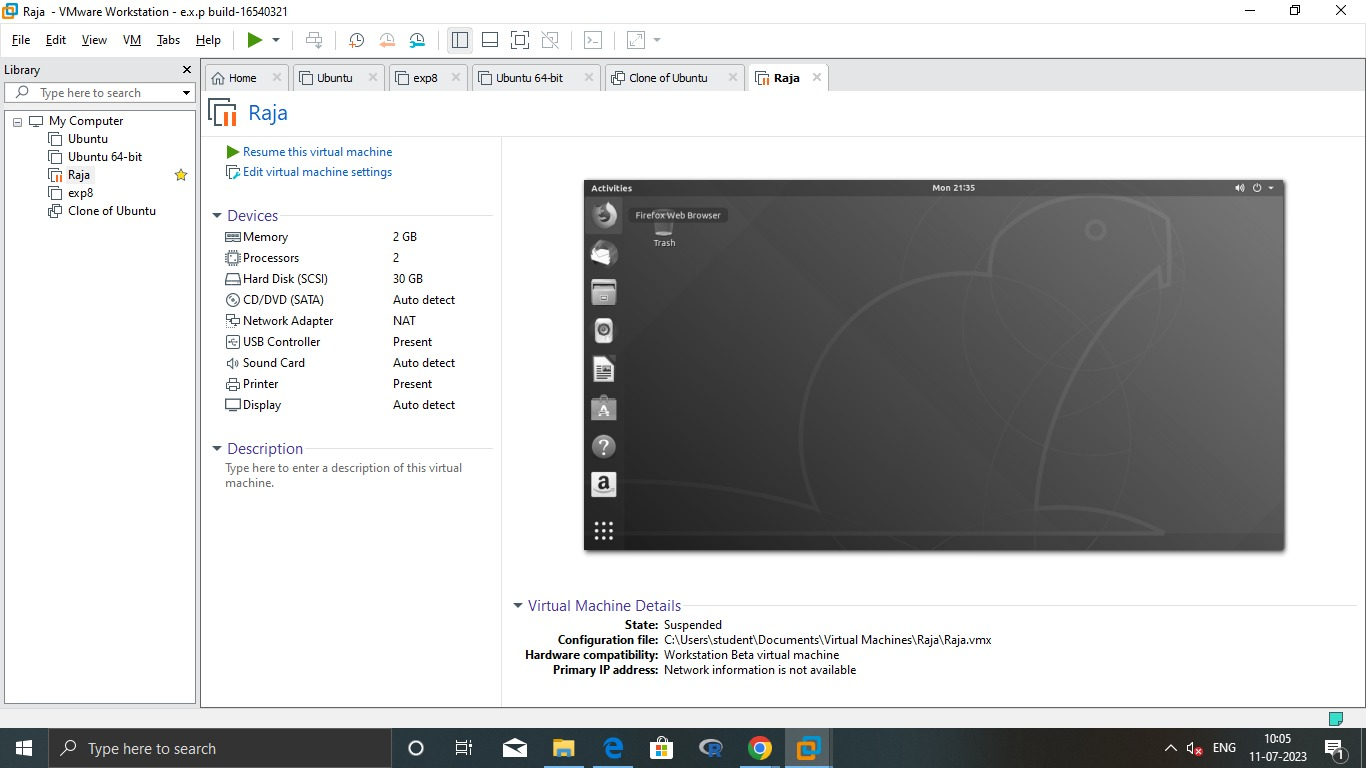 Raja - VMware Workstation - e.x.p build-16540321
File Edit View VM Tabs Help
Library
Type here to search
My Computer
Ubuntu
Ubuntu 64-bit
Raja
exp8
Clone of Ubuntu
Home Ubuntu exp8 Ubuntu 64-bit Clone of Ubuntu Raja
Raja
Resume this virtual machine
Edit virtual machine settings
Devices
Memory 2 GB
Processors 2
Hard Disk (SCSI) 30 GB
CD/DVD (SATA) Auto detect
Network Adapter NAT
USB Controller Present
Sound Card Auto detect
Printer Present
Display Auto detect
Description
Type here to enter a description of this virtual
machine.
Activities Mon 21:35
Firefox Web Browser
Trash
Virtual Machine Details
State: Suspended
Configuration file: C:\Users\student\Documents\Virtual Machines\Raja\Raja.vmx
Hardware compatibility: Workstation Beta virtual machine
Primary IP address: Network information is not available
Type here to search
ENG
10:05
11-07-2023
1